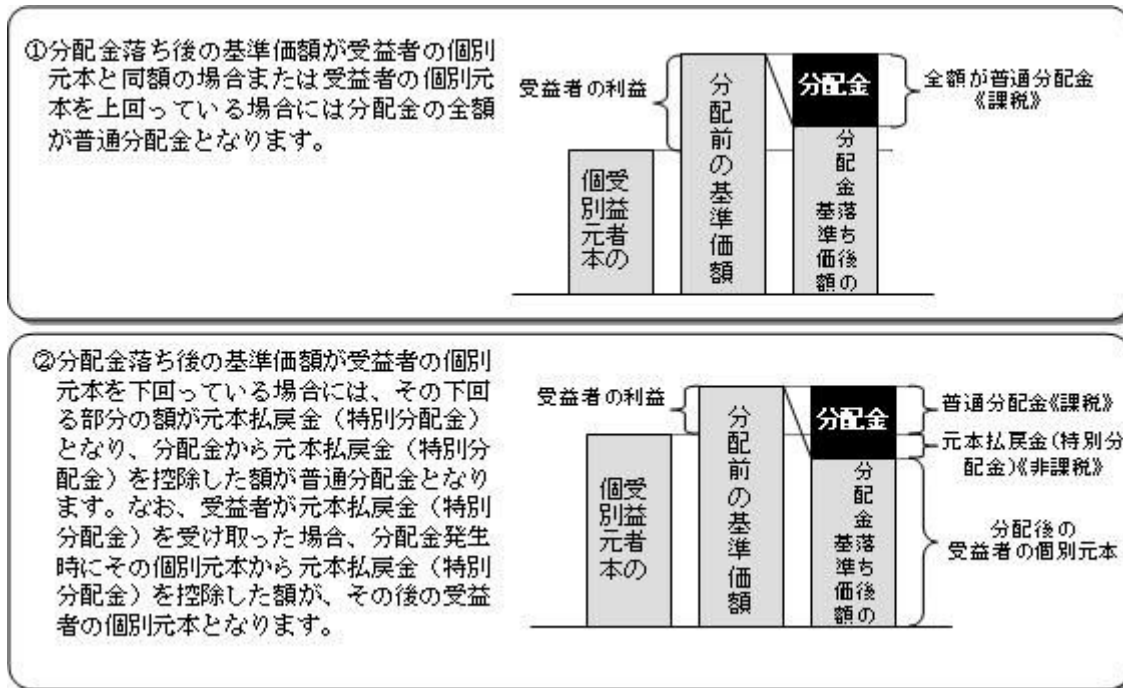 ①分配金落ち後の基準価額が受益者の個別
元本と同額の場合または受益者の個別元
本を上回っている場合には分配金の全額
が普通分配金となります。
受益者の利益
受益者の
個別元本
分配前の基準価額
分配金
分配金落ち後の
基準価額
全額が普通分配金
《課税》
②分配金落ち後の基準価額が受益者の個別
元本を下回っている場合には、その下回
る部分の額が元本払戻金（特別分配金）
となり、分配金から元本払戻金（特別分
配金）を控除した額が普通分配金となり
ます。なお、受益者が元本払戻金（特別
分配金）を受け取った場合、分配金発生
時にその個別元本から元本払戻金（特別
分配金）を控除した額が、その後の受益
者の個別元本となります。
受益者の利益
受益者の
個別元本
分配前の基準価額
分配金
分配金落ち後の
基準価額
普通分配金《課税》
元本払戻金（特別分
配金）《非課税》
分配後の
受益者の個別元本